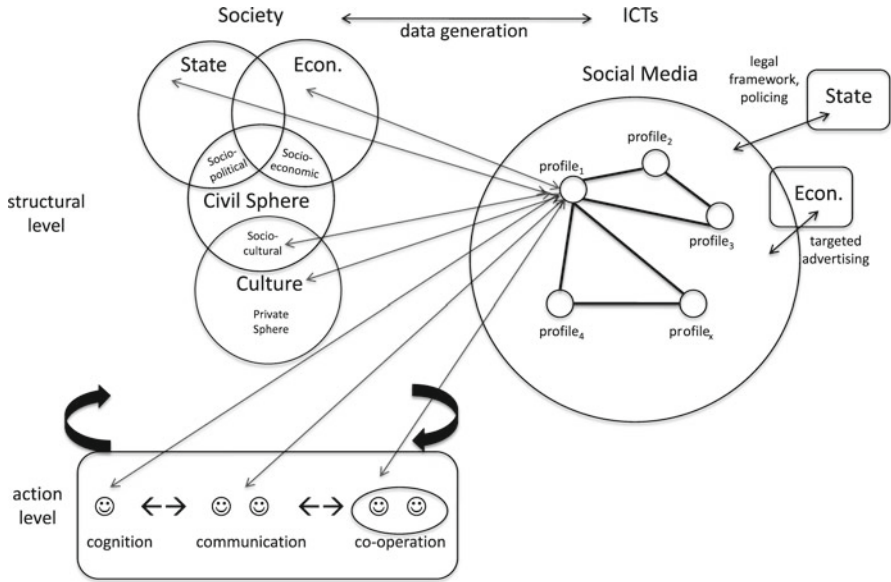 Society
ICTs
data generation
State
Econ.
Socio-
political
Socio-
economic
Civil Sphere
Socio-
cultural
Culture
Private
Sphere
structural
level
Social Media
profile₁
profile₂
profile₃
profile₄
profileₓ
legal
framework,
policing
State
Econ.
targeted
advertising
action
level
cognition
communication
co-operation